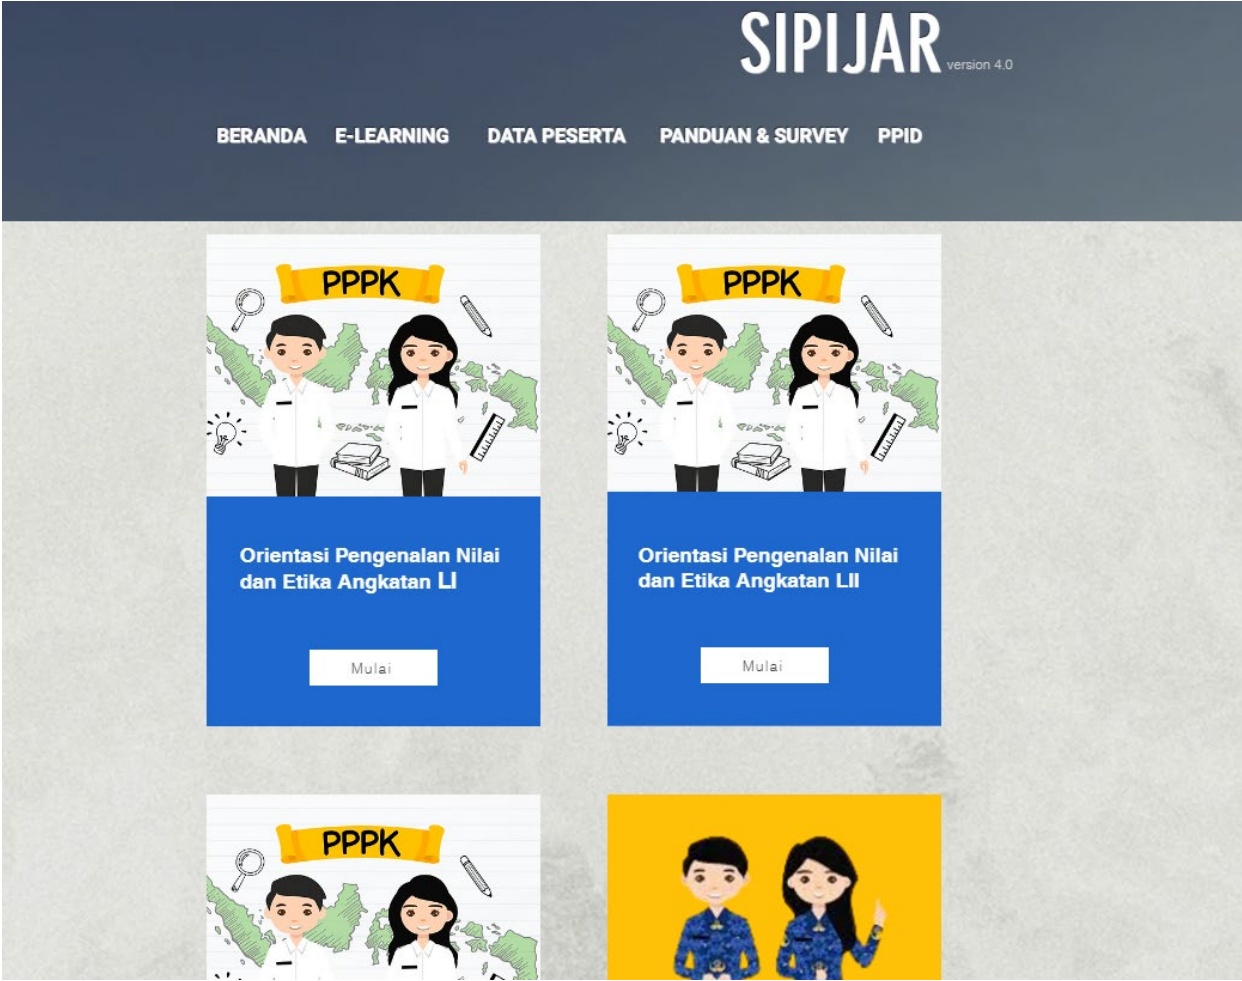 SIPIJAR version 4.0
BERANDA E-LEARNING DATA PESERTA PANDUAN & SURVEY PPID
PPPK
Orientasi Pengenalan Nilai
dan Etika Angkatan LI
Mulai
PPPK
Orientasi Pengenalan Nilai
dan Etika Angkatan LII
Mulai
PPPK